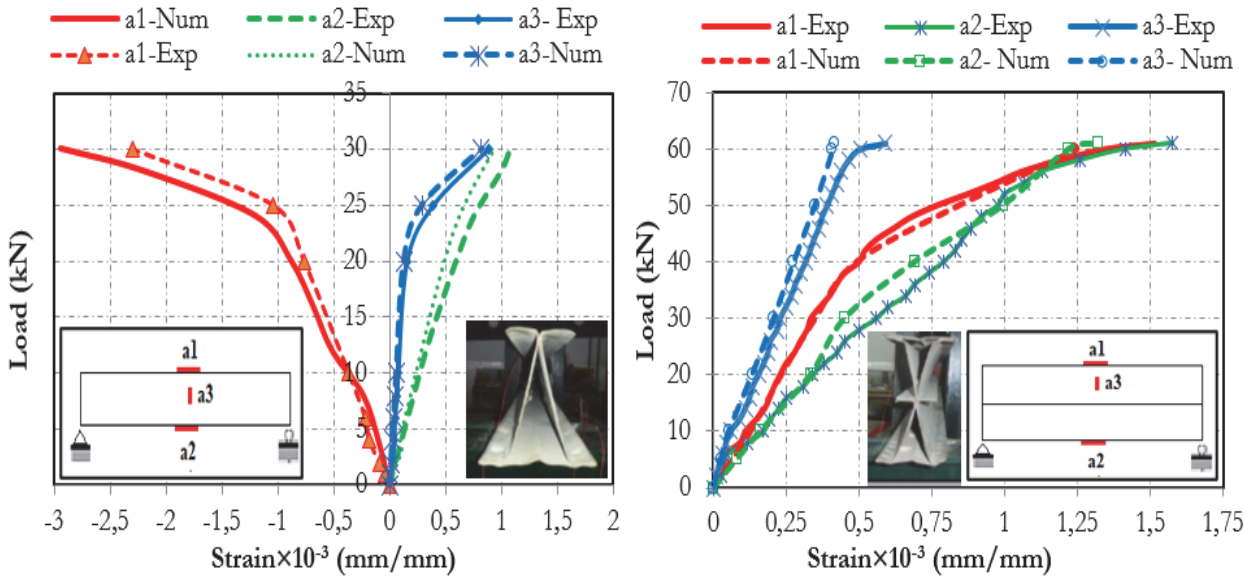 a1-Num a2-Exp a3- Exp
a1-Exp a2-Num a3-Num
35
30
25
20
15
10
5
0
Load (kN)
a1
a3
a2
-3 -2,5 -2 -1,5 -1 -0,5 0 0,5 1 1,5 2
Strain×10⁻³ (mm/mm)
a1-Exp a2-Exp a3-Exp
a1-Num a2- Num a3- Num
70
60
50
40
30
20
10
0
Load (kN)
a1
a3
a2
0 0,25 0,5 0,75 1 1,25 1,5 1,75
Strain×10⁻³ (mm/mm)